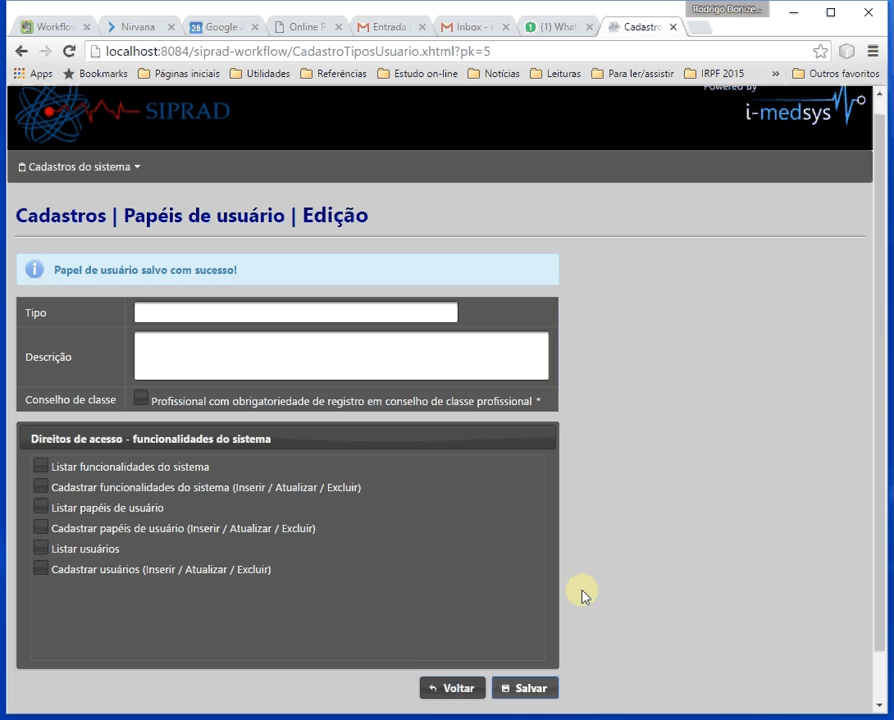 Rodrigo Donize...
Workflow
Nirvana
Google
Online P
Entrada
Inbox -
(1) What
Cadastro
localhost:8084/siprad-workflow/CadastroTiposUsuario.xhtml?pk=5
Apps
Bookmarks
Páginas iniciais
Utilidades
Referências
Estudo on-line
Notícias
Leituras
Para ler/assistir
IRPF 2015
»
Outros favoritos
SIPRAD
Powered by
i-medsys
Cadastros do sistema
Cadastros | Papéis de usuário | Edição
Papel de usuário salvo com sucesso!
Tipo
Descrição
Conselho de classe
Profissional com obrigatoriedade de registro em conselho de classe profissional *
Direitos de acesso - funcionalidades do sistema
Listar funcionalidades do sistema
Cadastrar funcionalidades do sistema (Inserir / Atualizar / Excluir)
Listar papéis de usuário
Cadastrar papéis de usuário (Inserir / Atualizar / Excluir)
Listar usuários
Cadastrar usuários (Inserir / Atualizar / Excluir)
Voltar
Salvar